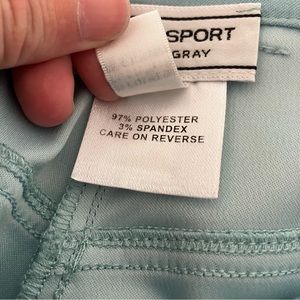 SPORT
GRAY
97% POLYESTER
3% SPANDEX
CARE ON REVERSE